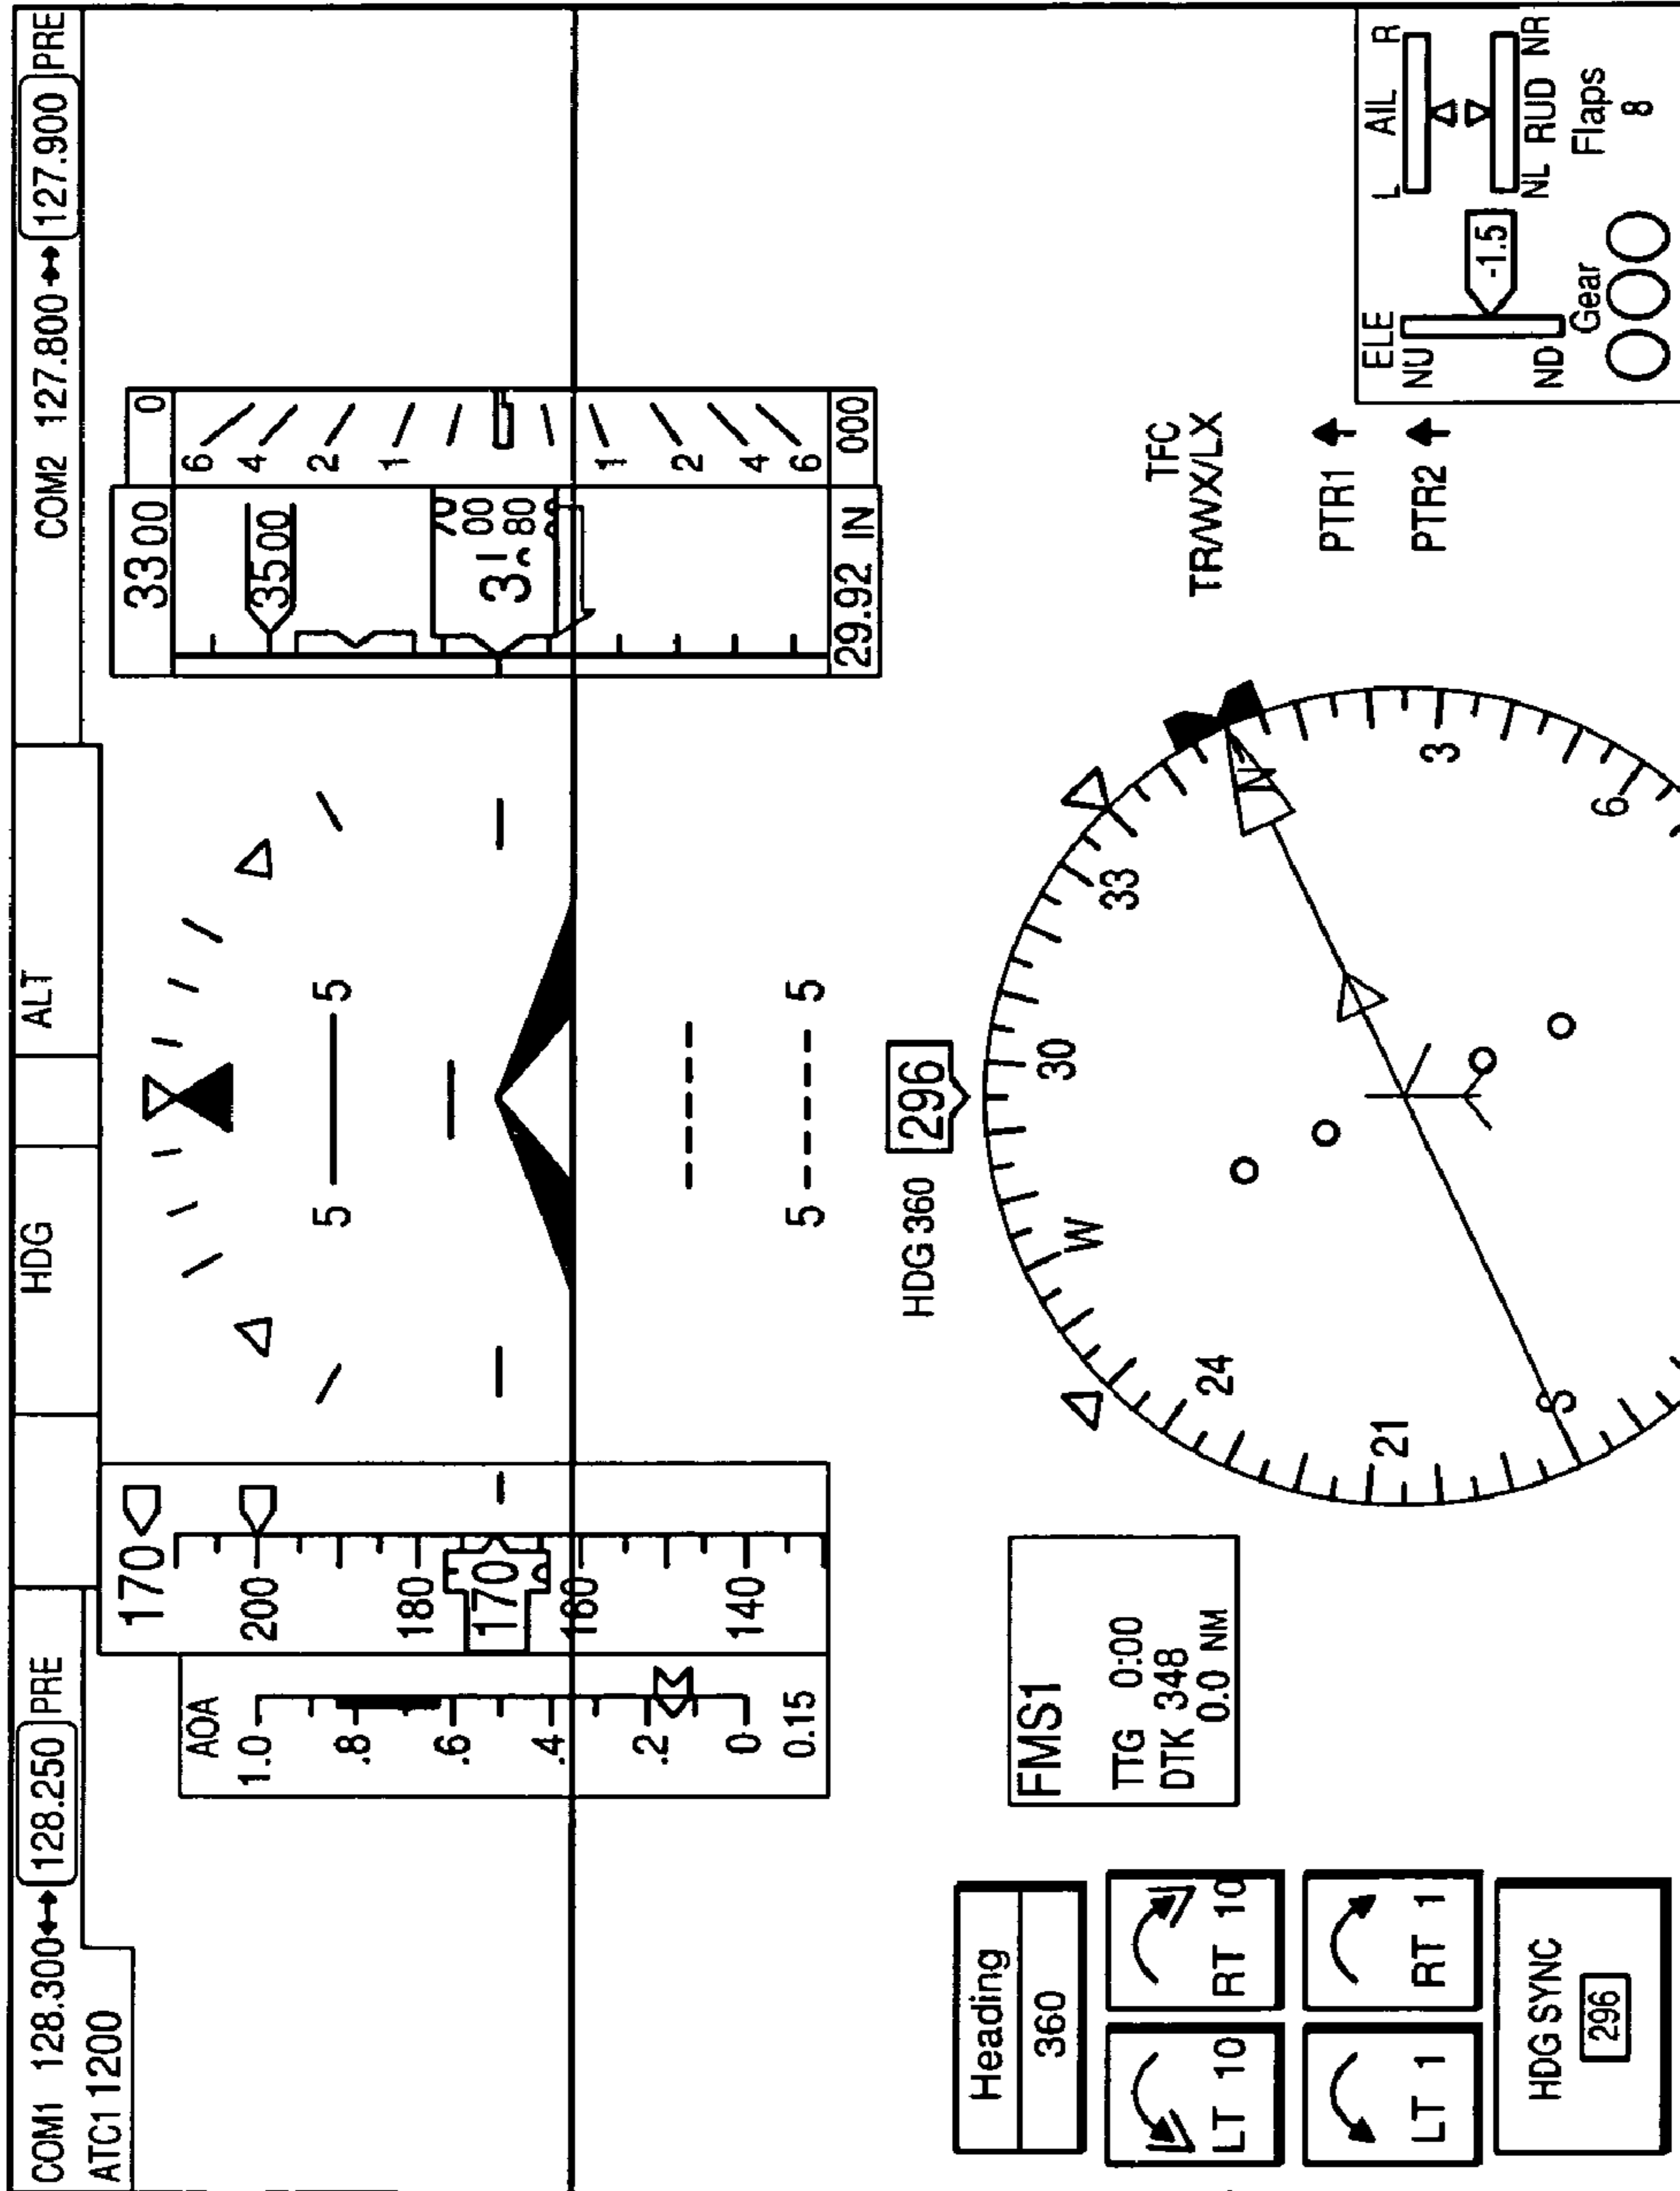 COM1 128.300 128.250 PRE
HDG
ALT
COM2 127.800 127.900 PRE
ATC1 1200
170
200
180
170
160
140
AOA
1.0
.8
.6
.4
.2
0
0.15
5 5
5 5
3300
3500
3
00
80
29.92 IN
0
6
4
2
1
1
2
4
6
000
HDG 360 296
24
W
30
33
N
3
6
S
21
FMS1
TTG 0:00
DTK 348
0.0 NM
Heading
360
LT 10 RT 10
LT 1 RT 1
HDG SYNC
296
TFC
TR/WX/LX
PTR1
PTR2
ELE
NU
ND
-1.5
L AIL R
NL RUD NR
Gear
Flaps
8